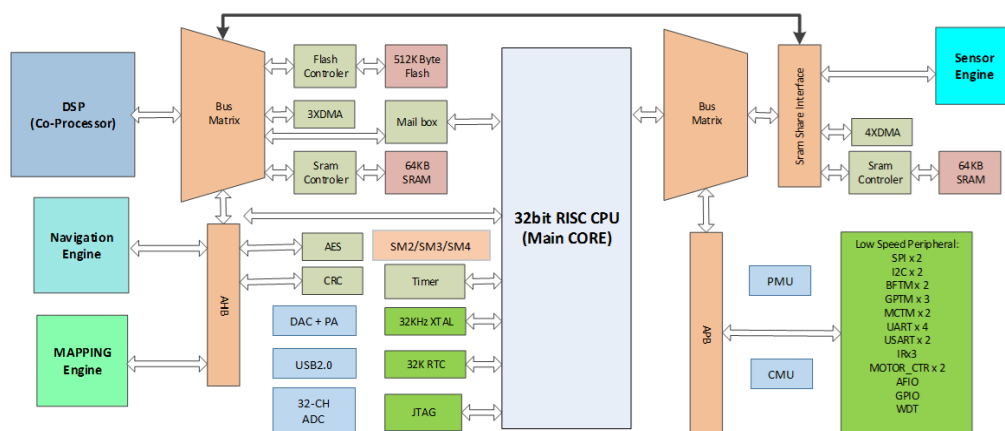 DSP
(Co-Processor)
Bus
Matrix
Flash
Controler
512K Byte
Flash
3XDMA
Mail box
Sram
Controler
64KB
SRAM
Navigation
Engine
MAPPING
Engine
AHB
AES
SM2/SM3/SM4
CRC
Timer
DAC + PA
32KHz XTAL
USB2.0
32K RTC
32-CH
ADC
JTAG
32bit RISC CPU
(Main CORE)
Bus
Matrix
Sram Share Interface
Sensor
Engine
4XDMA
Sram
Controler
64KB
SRAM
APB
PMU
CMU
Low Speed Peripheral:
SPI x 2
I2C x 2
BFTM x 2
GPTM x 3
MCTM x 2
UART x 4
USART x 2
IRx3
MOTOR_CTR x 2
AFIO
GPIO
WDT